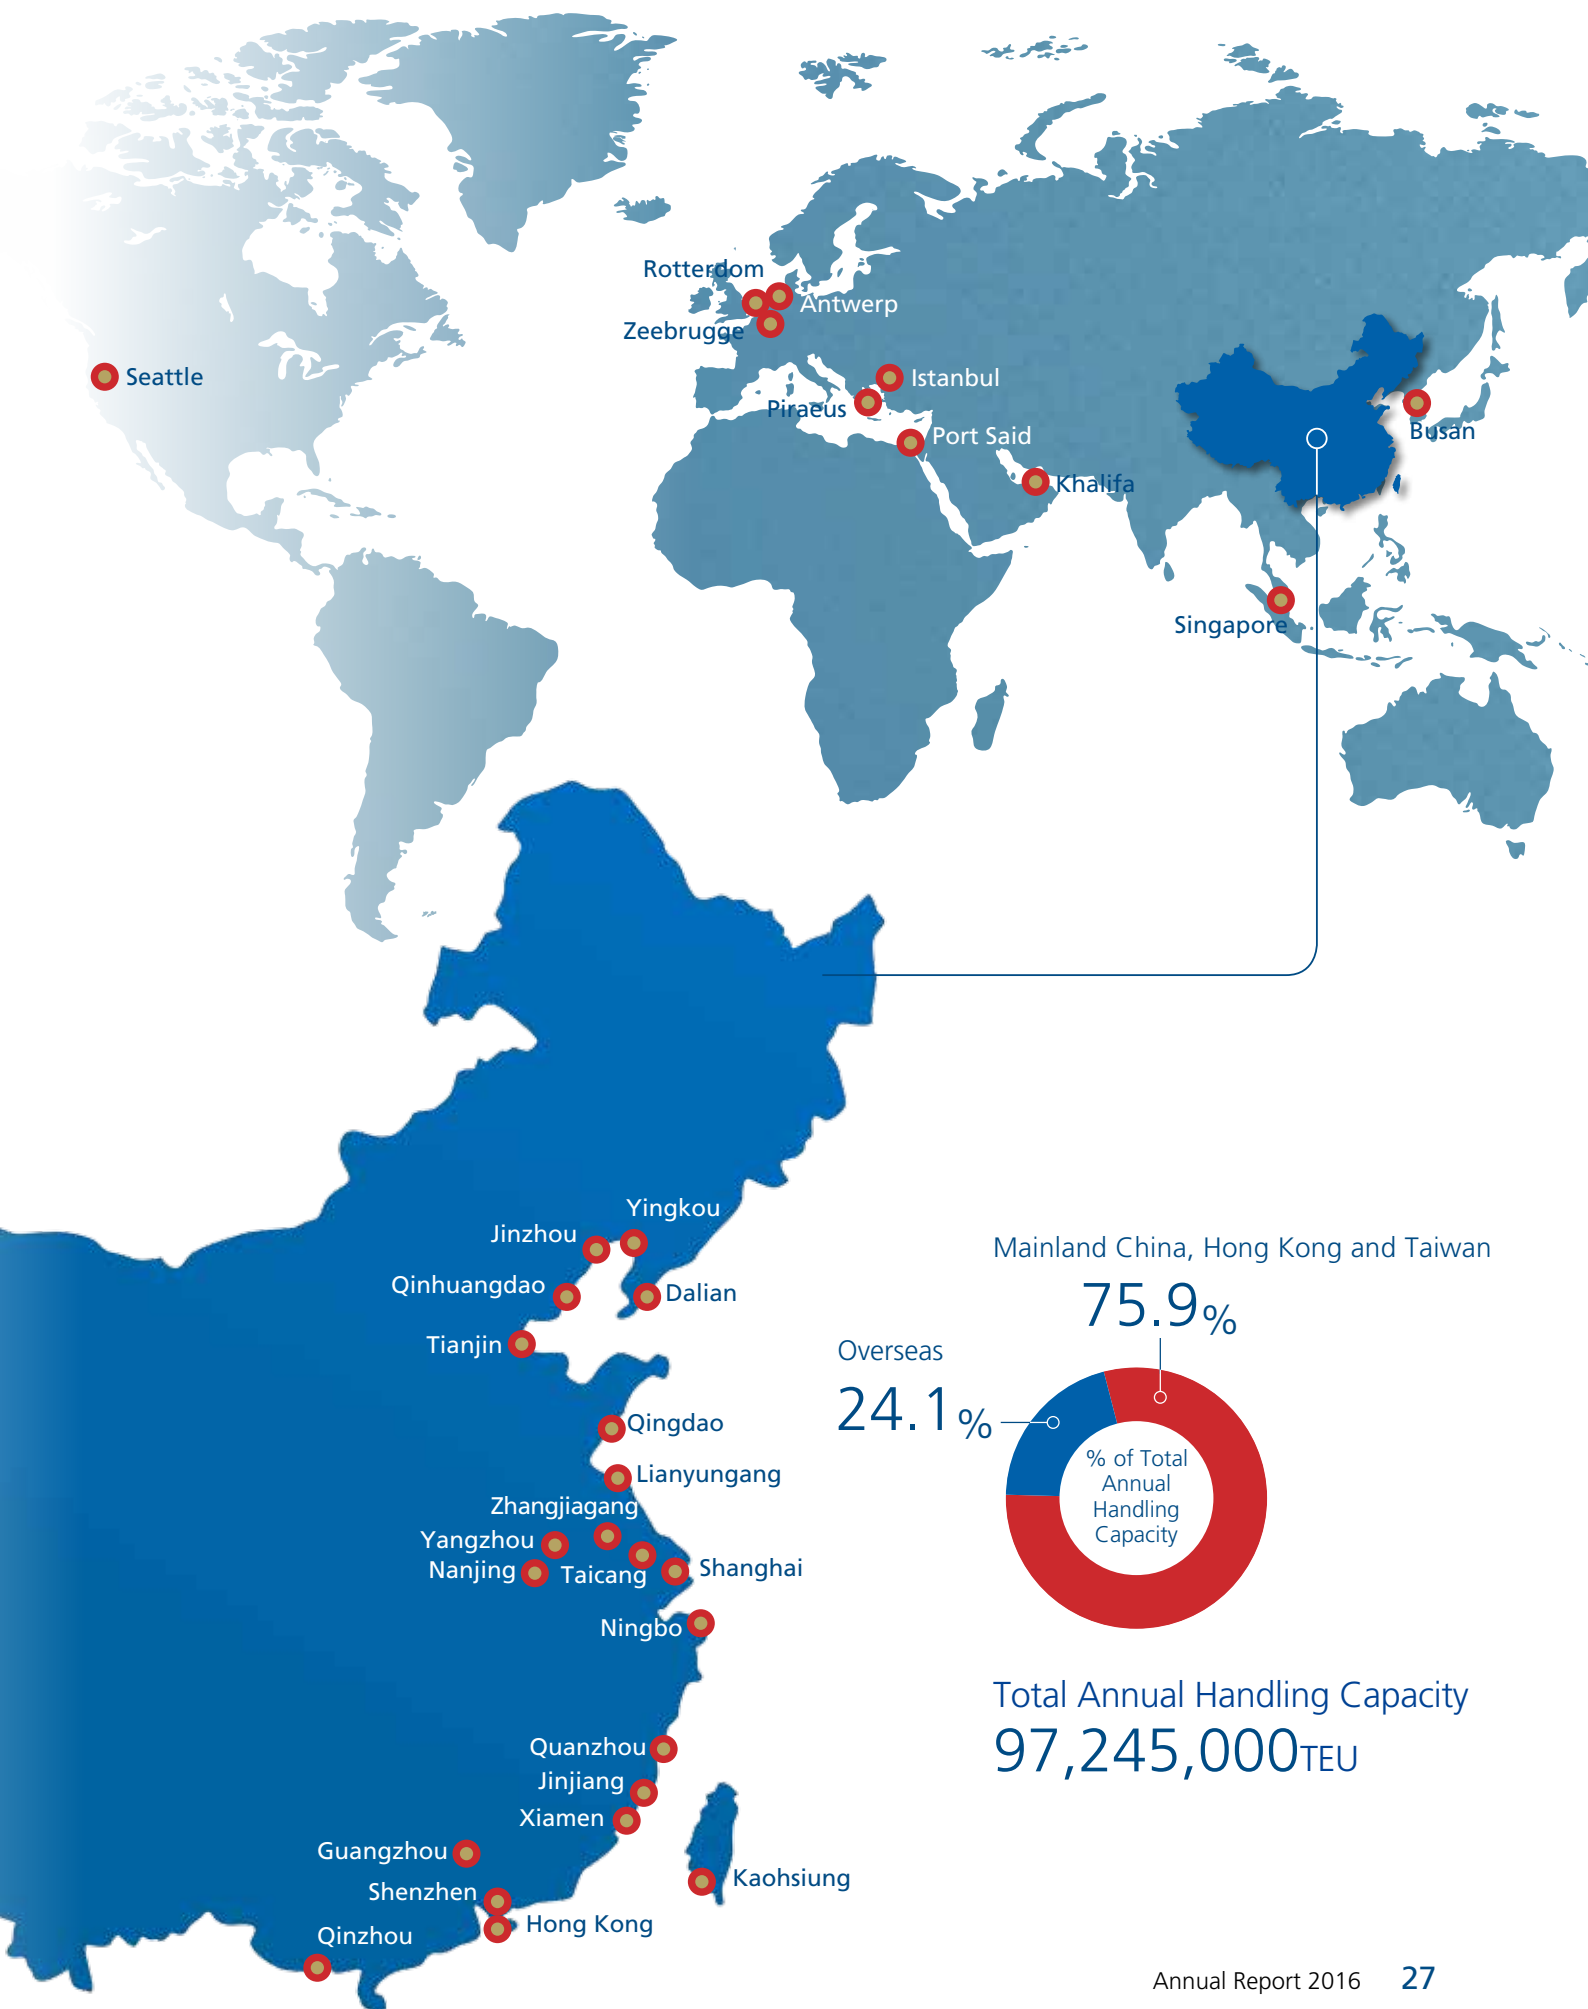 Rotterdom
Antwerp
Zeebrugge
Seattle
Istanbul
Piraeus
Busan
Port Said
Khalifa
Singapore
Yingkou
Jinzhou
Qinhuangdao
Dalian
Tianjin
Qingdao
Lianyungang
Zhangjiagang
Yangzhou
Nanjing
Taicang
Shanghai
Ningbo
Quanzhou
Jinjiang
Xiamen
Guangzhou
Kaohsiung
Shenzhen
Hong Kong
Qinzhou
Mainland China, Hong Kong and Taiwan
75.9%
Overseas
24.1%
% of Total
Annual
Handling
Capacity
Total Annual Handling Capacity
97,245,000TEU
Annual Report 2016 27